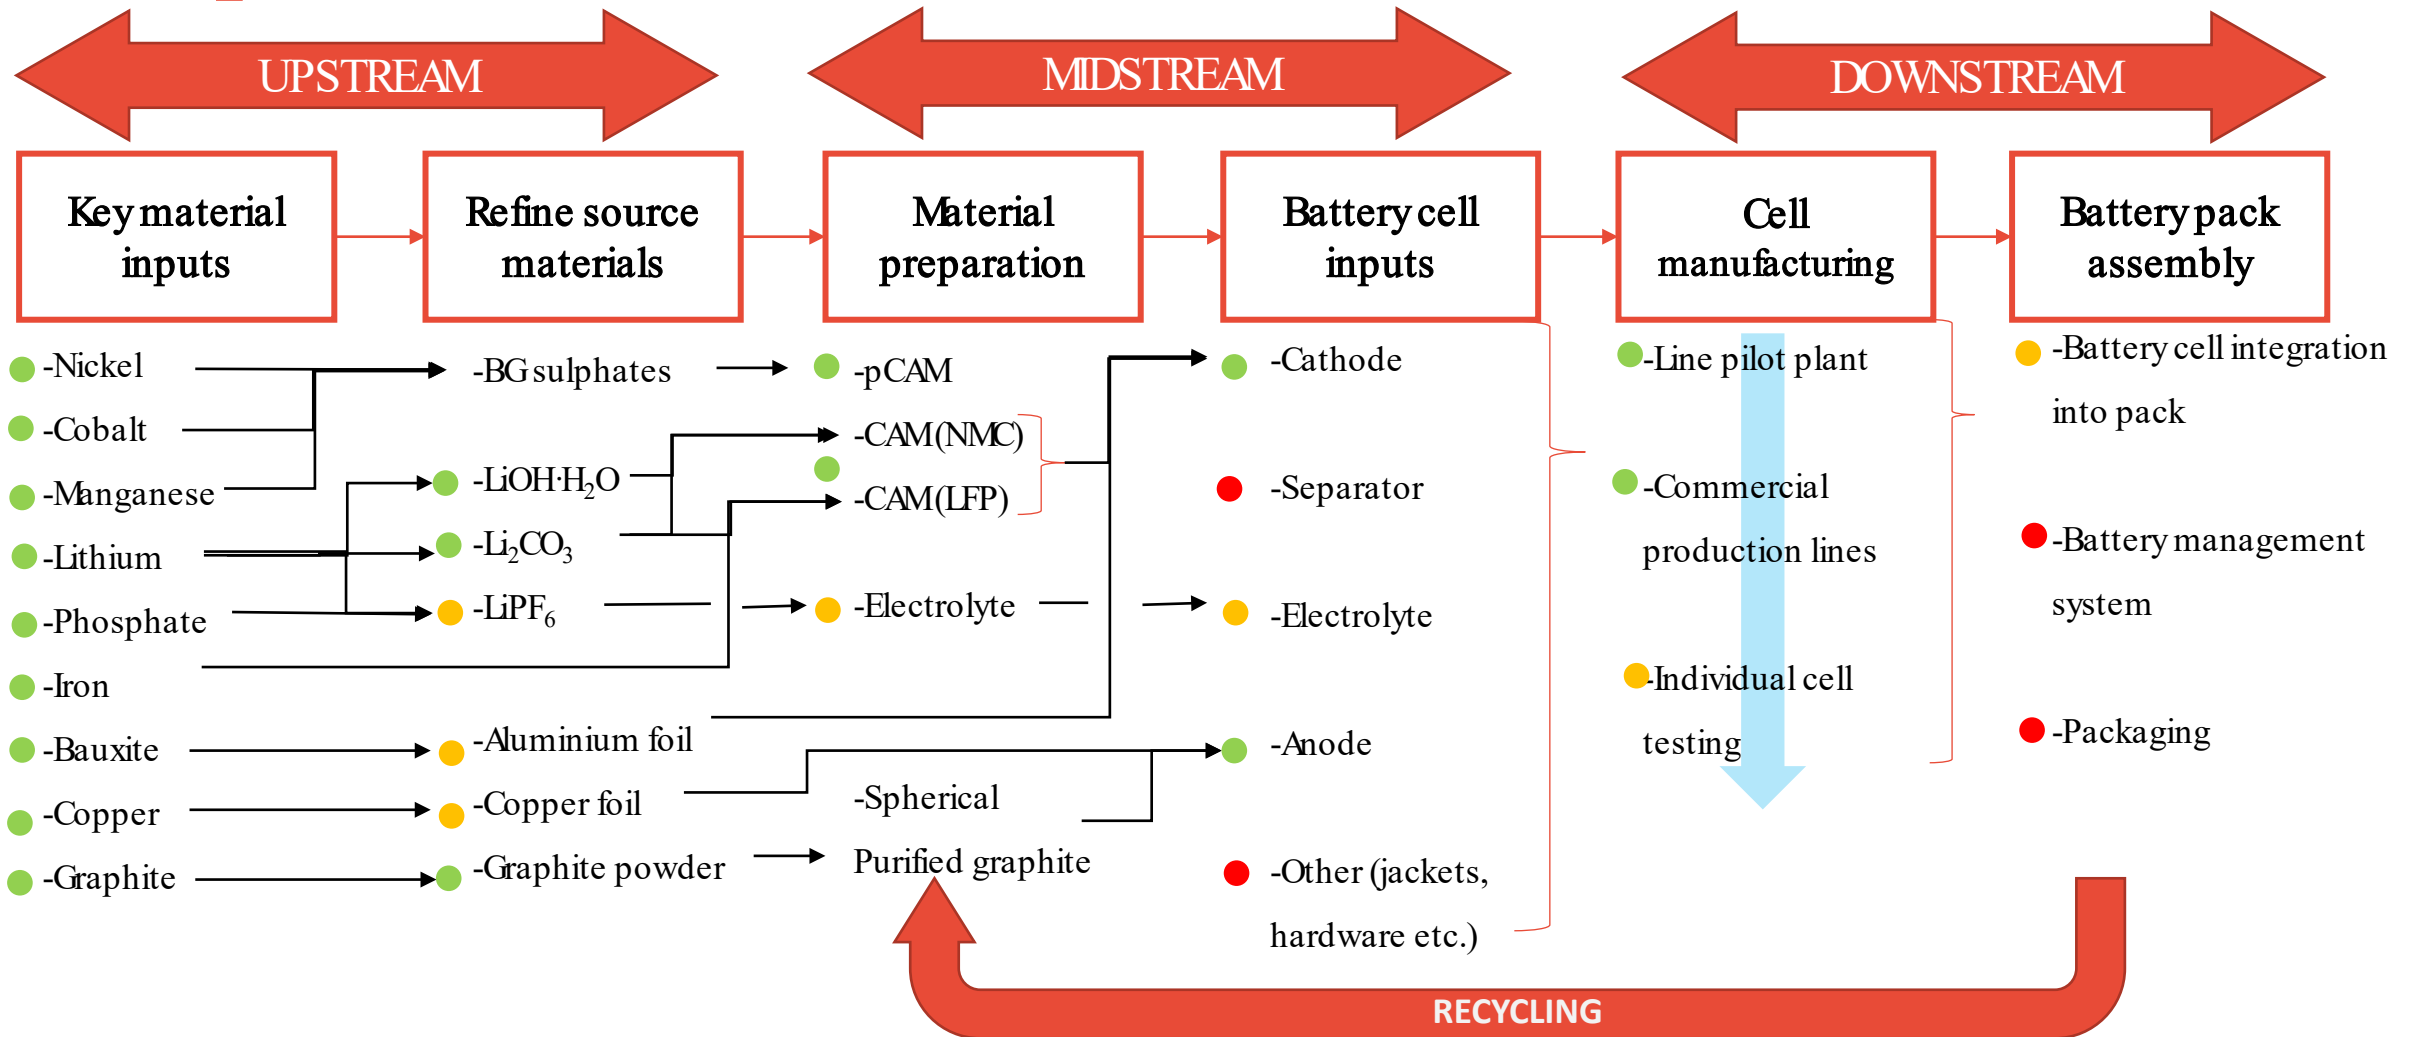 UPSTREAM
MIDSTREAM
DOWNSTREAM
Key material
inputs
Refine source
materials
Material
preparation
Battery cell
inputs
Cell
manufacturing
Battery pack
assembly
-Nickel
-Cobalt
-Manganese
-Lithium
-Phosphate
-Iron
-Bauxite
-Copper
-Graphite
-BG sulphates
-LiOH·H₂O
-Li₂CO₃
-LiPF₆
-Aluminium foil
-Copper foil
-Graphite powder
-pCAM
-CAM (NMC)
-CAM (LFP)
-Electrolyte
-Spherical
Purified graphite
-Cathode
-Separator
-Electrolyte
-Anode
-Other (jackets,
hardware etc.)
-Line pilot plant
-Commercial
production lines
-Individual cell
testing
-Battery cell integration
into pack
-Battery management
system
-Packaging
RECYCLING